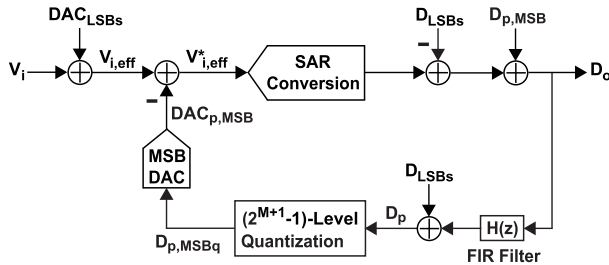 DAC_LSBs
D_LSBs
D_p,MSB
V_i
V_i,eff
V*_i,eff
SAR
Conversion
D_o
DAC_p,MSB
MSB
DAC
D_LSBs
(2^M+1-1)-Level
Quantization
D_p
H(z)
D_p,MSBq
FIR Filter